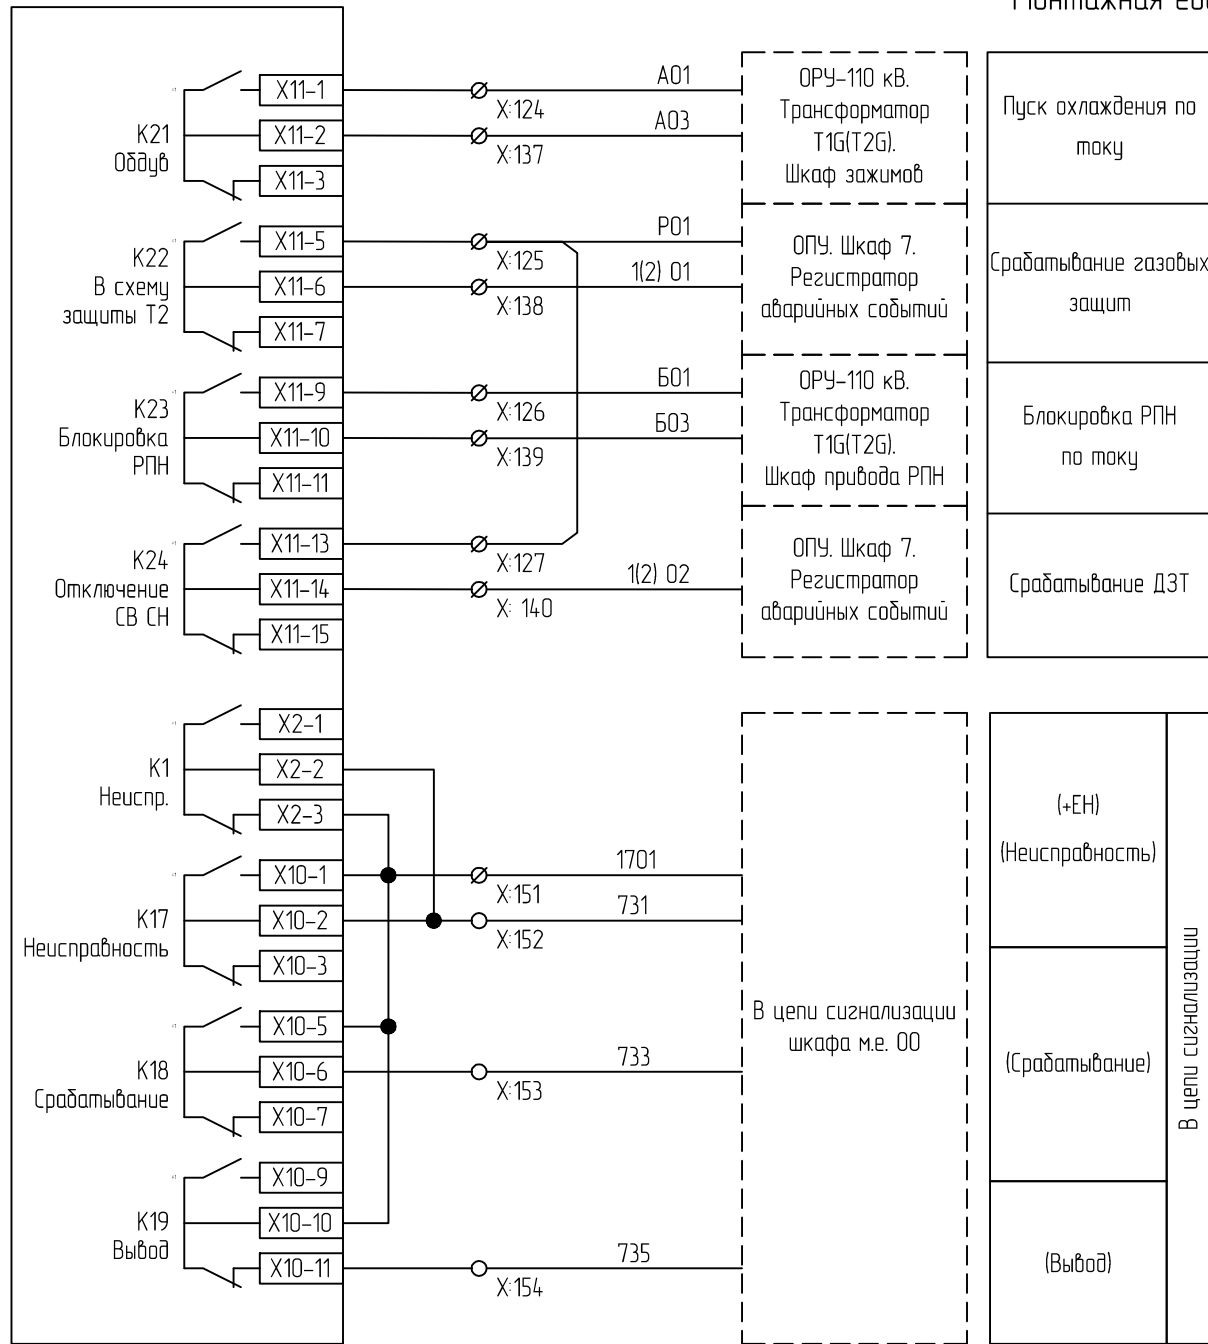 Монтажная
X11-1
A01
X:124
K21
Обдув
X11-2
A03
X:137
X11-3
ОРУ-110 кВ.
Трансформатор
T1G(T2G).
Шкаф зажимов
Пуск охлаждения по
току
X11-5
P01
X:125
K22
В схему
защиты Т2
X11-6
1(2) 01
X:138
X11-7
ОПУ. Шкаф 7.
Регистратор
аварийных событий
Срабатывание газовых
защит
X11-9
Б01
X:126
K23
Блокировка
РПН
X11-10
Б03
X:139
X11-11
ОРУ-110 кВ.
Трансформатор
T1G(T2G).
Шкаф привода РПН
Блокировка РПН
по току
X11-13
X:127
K24
Отключение
СВ СН
X11-14
1(2) 02
X: 140
X11-15
ОПУ. Шкаф 7.
Регистратор
аварийных событий
Срабатывание ДЗТ
X2-1
K1
Неиспр.
X2-2
X2-3
X10-1
1701
X:151
K17
Неисправность
X10-2
731
X:152
X10-3
(+EH)
(Неисправность)
X10-5
K18
Срабатывание
X10-6
733
X:153
X10-7
В цепи сигнализации
шкафа м.е. 00
(Срабатывание)
В цепи сигнализации
X10-9
K19
Вывод
X10-10
X10-11
735
X:154
(Вывод)